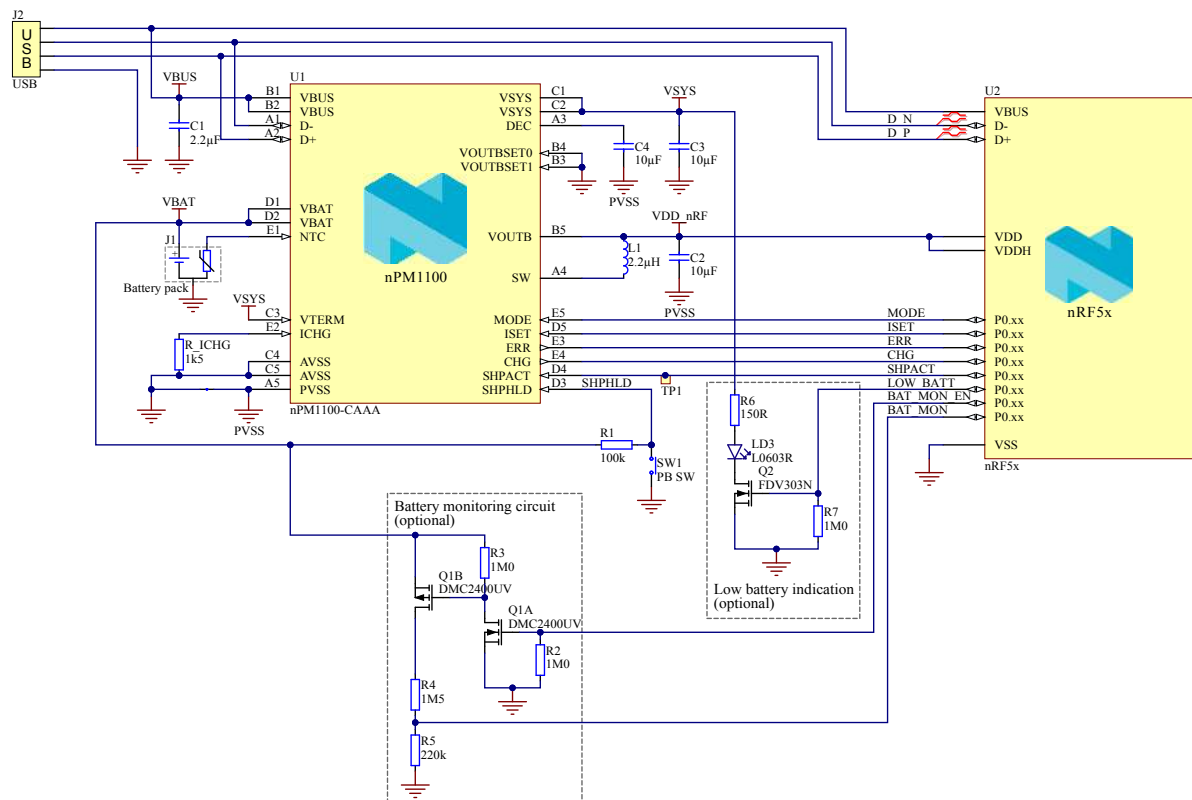 J2
U
S
B
USB
VBUS
C1
2.2µF
U1
B1 VBUS
B2 VBUS
A1 D-
A2 D+
D1 VBAT
D2 VBAT
E1 NTC
C3 VTERM
E2 ICHG
C4 AVSS
C5 AVSS
A5 PVSS
VSYS C1
VSYS C2
DEC A3
VOUTBSET0 B4
VOUTBSET1 B3
VOUTB B5
SW A4
MODE E5
ISET D5
ERR E3
CHG E4
SHPACT D4
SHPHLD D3
nPM1100
nPM1100-CAAA
VBAT
J1
+
Battery pack
VSYS
R_ICHG
1k5
PVSS
VSYS
C4
10µF
C3
10µF
PVSS
VDD_nRF
L1
2.2µH
C2
10µF
PVSS
SHPHLD
TP1
R1
100k
SW1
PB SW
U2
D_N
D_P
VBUS
D-
D+
VDD
VDDH
nRF5x
MODE P0.xx
ISET P0.xx
ERR P0.xx
CHG P0.xx
SHPACT P0.xx
LOW_BATT P0.xx
BAT_MON_EN P0.xx
BAT_MON P0.xx
VSS
nRF5x
R6
150R
LD3
L0603R
Q2
FDV303N
R7
1M0
Low battery indication
(optional)
Battery monitoring circuit
(optional)
R3
1M0
Q1B
DMC2400UV
Q1A
DMC2400UV
R2
1M0
R4
1M5
R5
220k